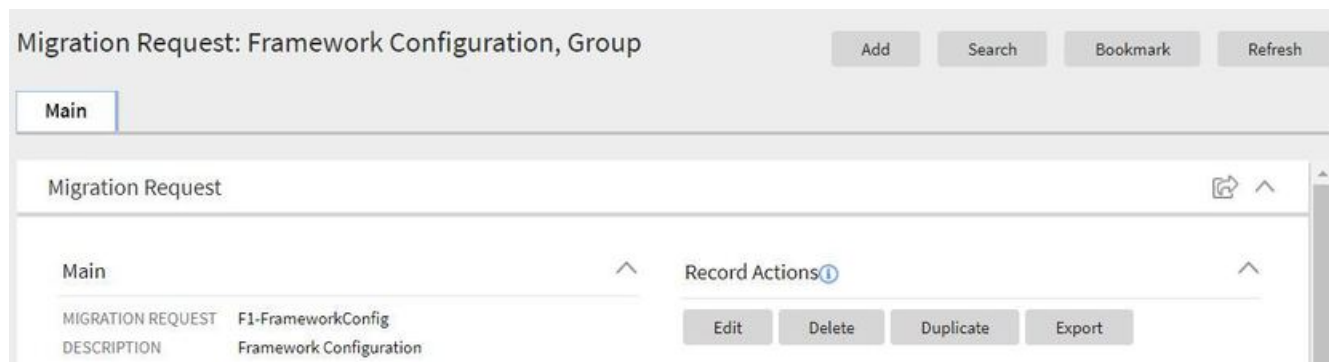 Migration Request: Framework Configuration, Group
Add Search Bookmark Refresh
Main
Migration Request
Main
MIGRATION REQUEST F1-FrameworkConfig
DESCRIPTION Framework Configuration
Record Actions
Edit Delete Duplicate Export